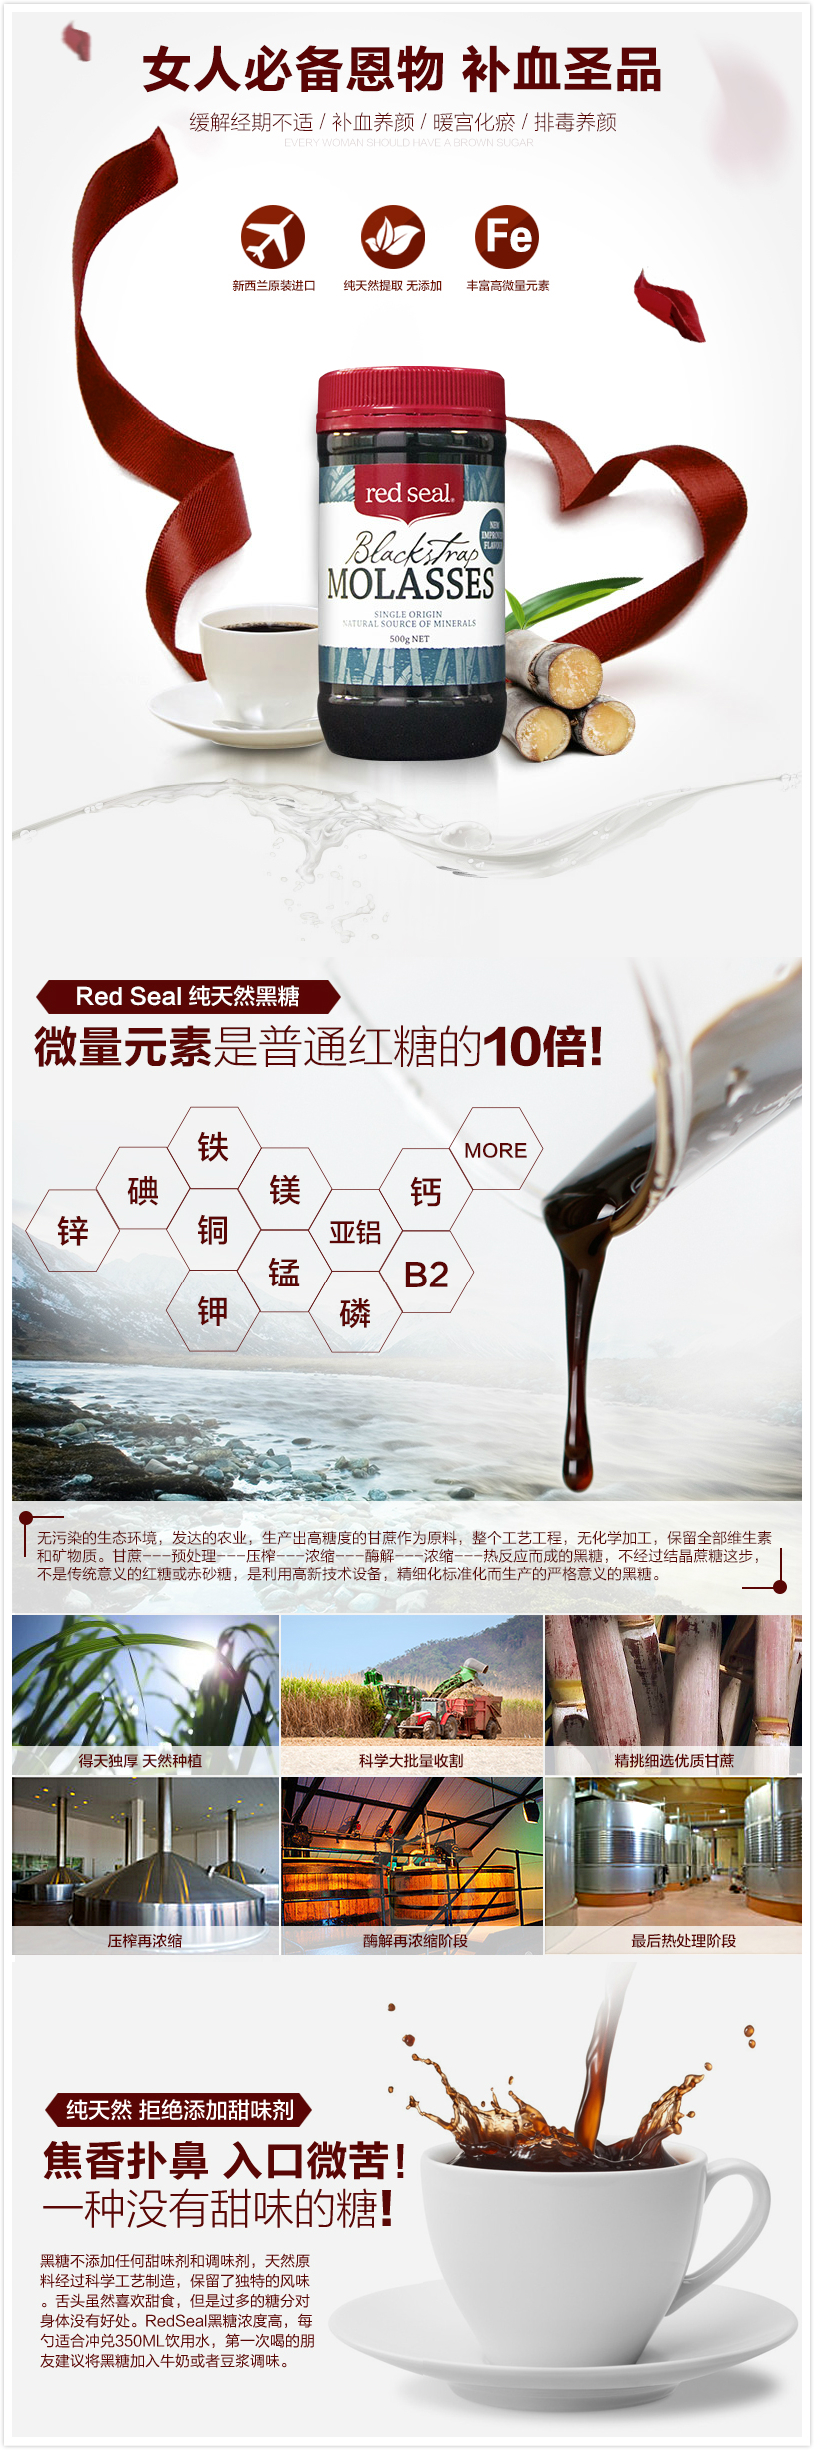 女人必备恩物 补血圣品
缓解经期不适 / 补血养颜 / 暖宫化瘀 / 排毒养颜
EVERY WOMAN SHOULD HAVE A BROWN SUGAR
Fe
新西兰原装进口
纯天然提取 无添加
丰富高微量元素
red seal®
NEW
IMPROVED
FLAVOUR
Blackstrap
MOLASSES
SINGLE ORIGIN
NATURAL SOURCE OF MINERALS
500g NET
Red Seal 纯天然黑糖
微量元素是普通红糖的10倍!
铁
MORE
碘
镁
钙
锌
铜
亚铝
锰
B2
钾
磷
无污染的生态环境，发达的农业，生产出高糖度的甘蔗作为原料，整个工艺工程，无化学加工，保留全部维生素
和矿物质。甘蔗---预处理---压榨---浓缩---酶解---浓缩---热反应而成的黑糖，不经过结晶蔗糖这步，
不是传统意义的红糖或赤砂糖，是利用高新技术设备，精细化标准化而生产的严格意义的黑糖。
得天独厚 天然种植
科学大批量收割
精挑细选优质甘蔗
压榨再浓缩
酶解再浓缩阶段
最后热处理阶段
纯天然 拒绝添加甜味剂
焦香扑鼻 入口微苦!
一种没有甜味的糖!
黑糖不添加任何甜味剂和调味剂，天然原
料经过科学工艺制造，保留了独特的风味
。舌头虽然喜欢甜食，但是过多的糖分对
身体没有好处。RedSeal黑糖浓度高，每
勺适合冲兑350ML饮用水，第一次喝的朋
友建议将黑糖加入牛奶或者豆浆调味。